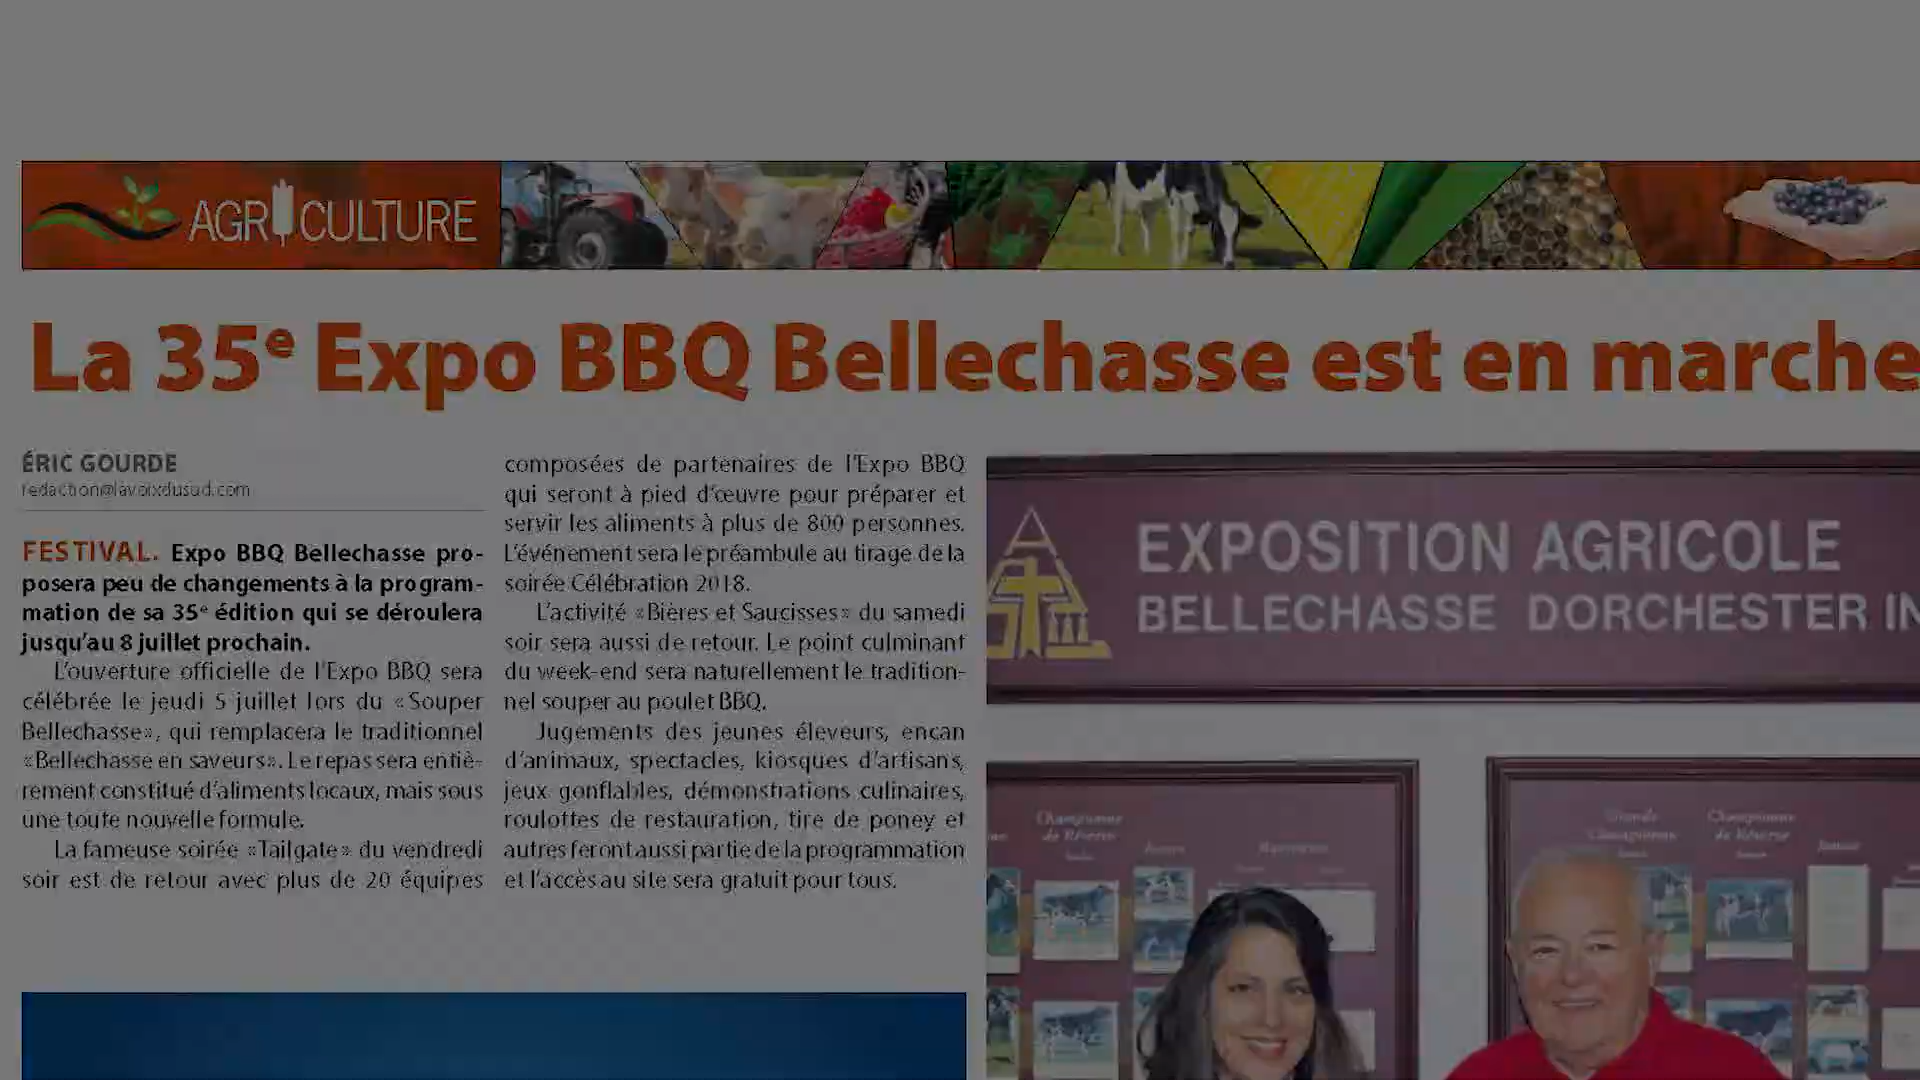 AGRICULTURE
La 35e Expo BBQ Bellechasse est en marche
ÉRIC GOURDE
redaction@lavoixdusud.com
FESTIVAL. Expo BBQ Bellechasse pro-
posera peu de changements à la program-
mation de sa 35e édition qui se déroulera
jusqu'au 8 juillet prochain.
L'ouverture officielle de l'Expo BBQ sera
célébrée le jeudi 5 juillet lors du «Souper
Bellechasse», qui remplacera le traditionnel
«Bellechasse en saveurs». Le repas sera entiè-
rement constitué d'aliments locaux, mais sous
une toute nouvelle formule.
La fameuse soirée «Tailgate» du vendredi
soir est de retour avec plus de 20 équipes
composées de partenaires de l'Expo BBQ
qui seront à pied d'œuvre pour préparer et
servir les aliments à plus de 800 personnes.
L'événement sera le préambule au tirage de la
soirée Célébration 2018.
L'activité «Bières et Saucisses» du samedi
soir sera aussi de retour. Le point culminant
du week-end sera naturellement le tradition-
nel souper au poulet BBQ.
Jugements des jeunes éleveurs, encan
d'animaux, spectacles, kiosques d'artisans,
jeux gonflables, démonstrations culinaires,
roulottes de restauration, tire de poney et
autres feront aussi partie de la programmation
et l'accès au site sera gratuit pour tous.
EXPOSITION AGRICOLE
BELLECHASSE DORCHESTER IN
Championne
de Réserve
Grande
Championne
Championne
de Réserve